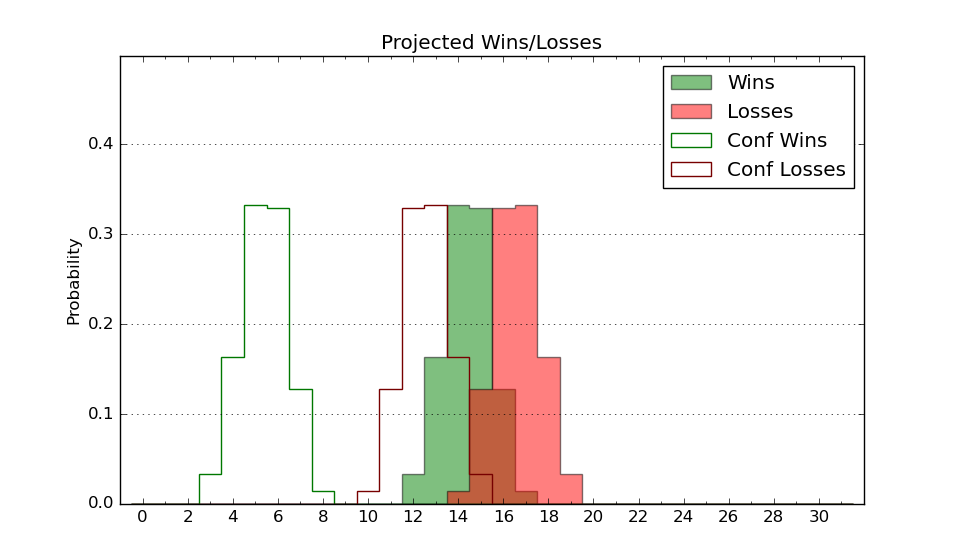 Projected Wins/Losses
Wins
Losses
Conf Wins
Conf Losses
Probability
0.4
0.3
0.2
0.1
0.0
0 2 4 6 8 10 12 14 16 18 20 22 24 26 28 30